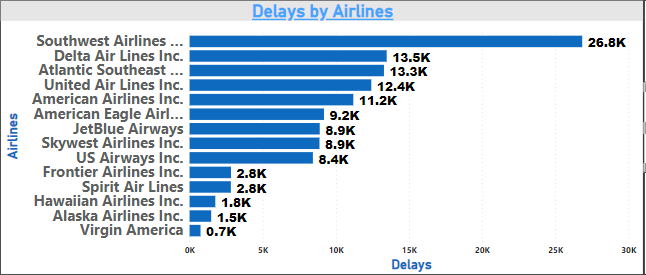 Delays by Airlines
Southwest Airlines ... 26.8K
Delta Air Lines Inc. 13.5K
Atlantic Southeast ... 13.3K
United Air Lines Inc. 12.4K
American Airlines Inc. 11.2K
American Eagle Airl... 9.2K
JetBlue Airways 8.9K
Skywest Airlines Inc. 8.9K
US Airways Inc. 8.4K
Frontier Airlines Inc. 2.8K
Spirit Air Lines 2.8K
Hawaiian Airlines Inc. 1.8K
Alaska Airlines Inc. 1.5K
Virgin America 0.7K
Airlines
0K 5K 10K 15K 20K 25K 30K
Delays